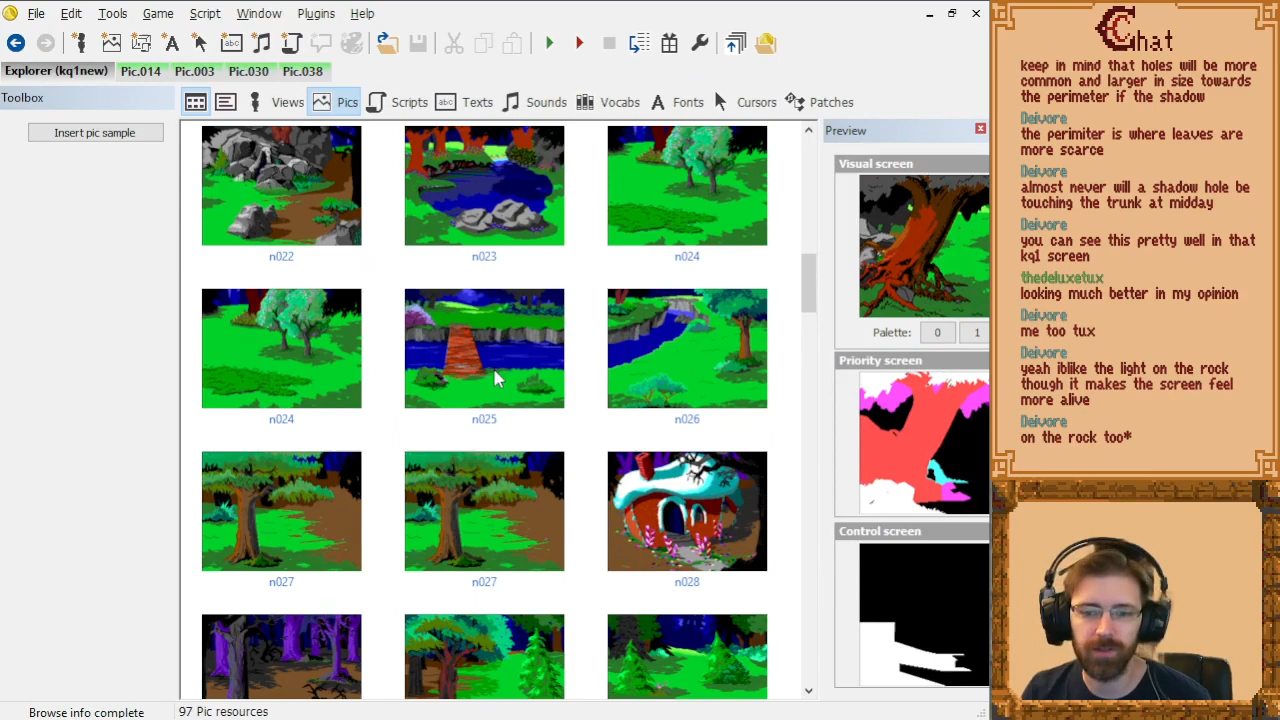 File Edit Tools Game Script Window Plugins Help
Explorer (kq1new) Pic.014 Pic.003 Pic.030 Pic.038
Toolbox
Insert pic sample
Views Pics Scripts Texts Sounds Vocabs Fonts Cursors Patches
n022 n023 n024
n024 n025 n026
n027 n027 n028
Preview
Visual screen
Palette: 0 1
Priority screen
Control screen
Browse info complete 97 Pic resources
Chat
keep in mind that holes will be more
common and larger in size towards
the perimeter if the shadow
Deivore
the perimiter is where leaves are
more scarce
Deivore
almost never will a shadow hole be
touching the trunk at midday
Deivore
you can see this pretty well in that
kq1 screen
thedeluxetux
looking much better in my opinion
Deivore
me too tux
Deivore
yeah iblike the light on the rock
though it makes the screen feel
more alive
Deivore
on the rock too*